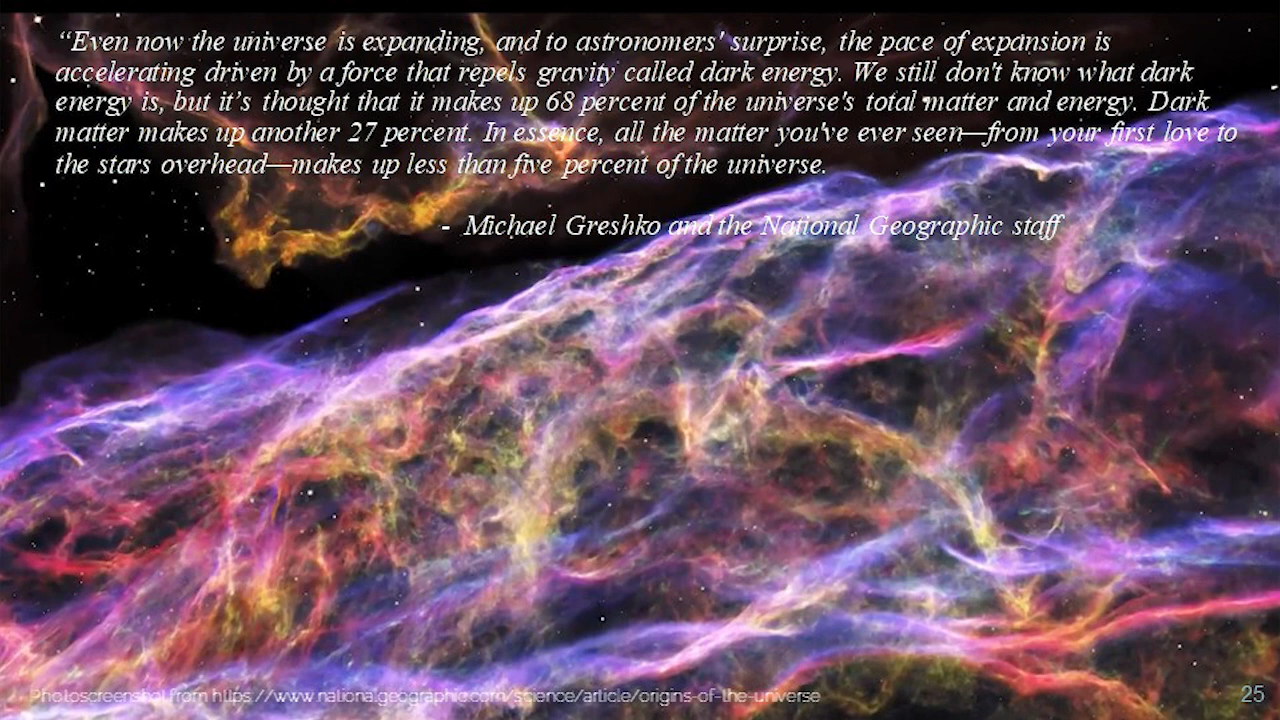 “Even now the universe is expanding, and to astronomers' surprise, the pace of expansion is
accelerating driven by a force that repels gravity called dark energy. We still don't know what dark
energy is, but it’s thought that it makes up 68 percent of the universe's total matter and energy. Dark
matter makes up another 27 percent. In essence, all the matter you've ever seen—from your first love to
the stars overhead—makes up less than five percent of the universe.
- Michael Greshko and the National Geographic staff
Photoscreenshot from https://www.nationalgeographic.com/science/article/origins-of-the-universe
25